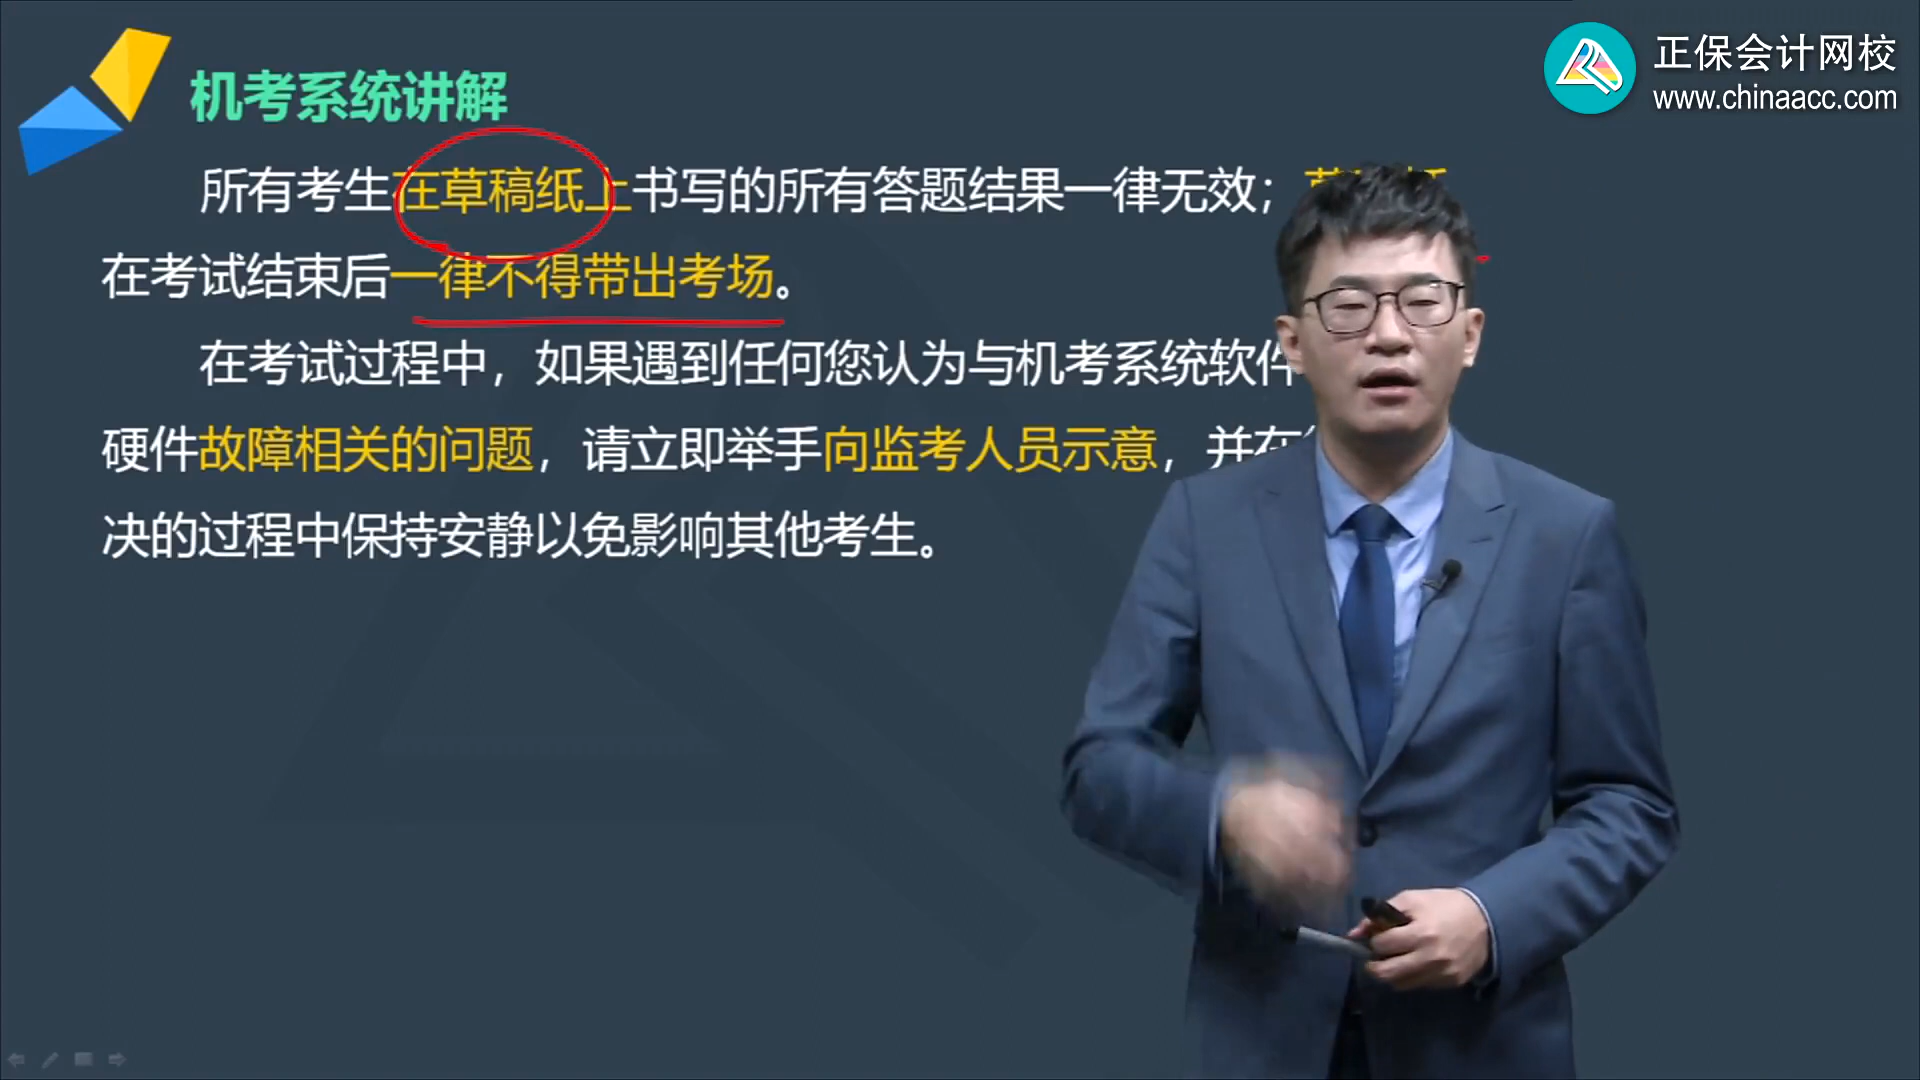 机考系统讲解
正保会计网校
www.chinaacc.com
所有考生在草稿纸上书写的所有答题结果一律无效；
在考试结束后一律不得带出考场。
在考试过程中，如果遇到任何您认为与机考系统软件
硬件故障相关的问题，请立即举手向监考人员示意，并在
决的过程中保持安静以免影响其他考生。